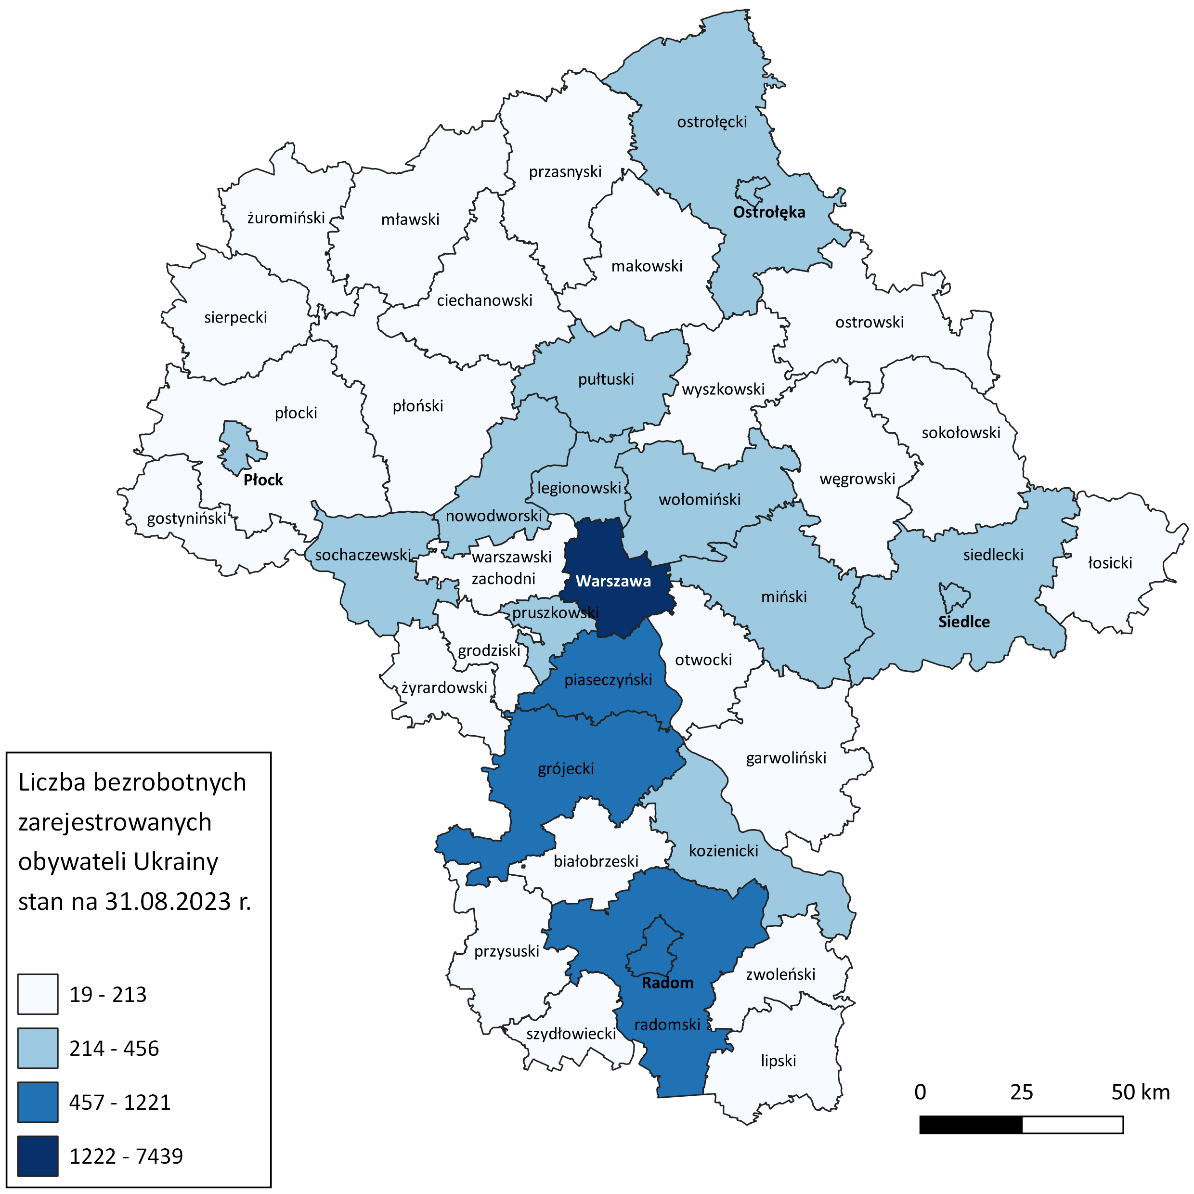 ostrołęcki
przasnyski
Ostrołęka
żuromiński
mławski
makowski
ciechanowski
sierpecki
ostrowski
pułtuski
wyszkowski
płocki
płoński
sokołowski
Płock
węgrowski
legionowski
wołomiński
gostyniński
nowodworski
sochaczewski
warszawski
zachodni
siedlecki
łosicki
Warszawa
miński
pruszkowski
Siedlce
grodziski
otwocki
żyrardowski
piaseczyński
garwoliński
grójecki
kozienicki
białobrzeski
przysuski
zwoleński
Radom
radomski
szydłowiecki
lipski
Liczba bezrobotnych
zarejestrowanych
obywateli Ukrainy
stan na 31.08.2023 r.
19 - 213
214 - 456
457 - 1221
1222 - 7439
0 25 50 km